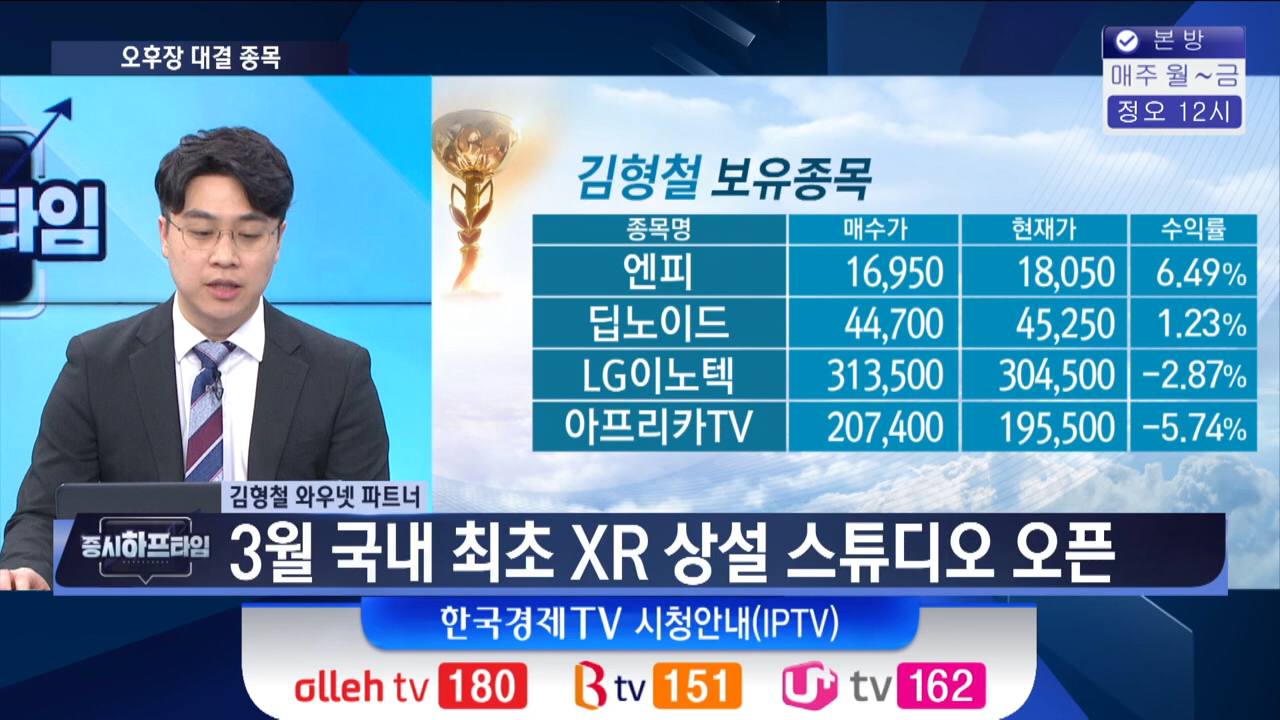 오후장 대결 종목
본 방
매주 월~금
정오 12시
타임
김형철 보유종목
종목명 매수가 현재가 수익률
엔피 16,950 18,050 6.49%
딥노이드 44,700 45,250 1.23%
LG이노텍 313,500 304,500 -2.87%
아프리카TV 207,400 195,500 -5.74%
김형철 와우넷 파트너
증시하프타임
3월 국내 최초 XR 상설 스튜디오 오픈
한국경제TV 시청안내(IPTV)
olleh tv 180 B tv 151 U+ tv 162